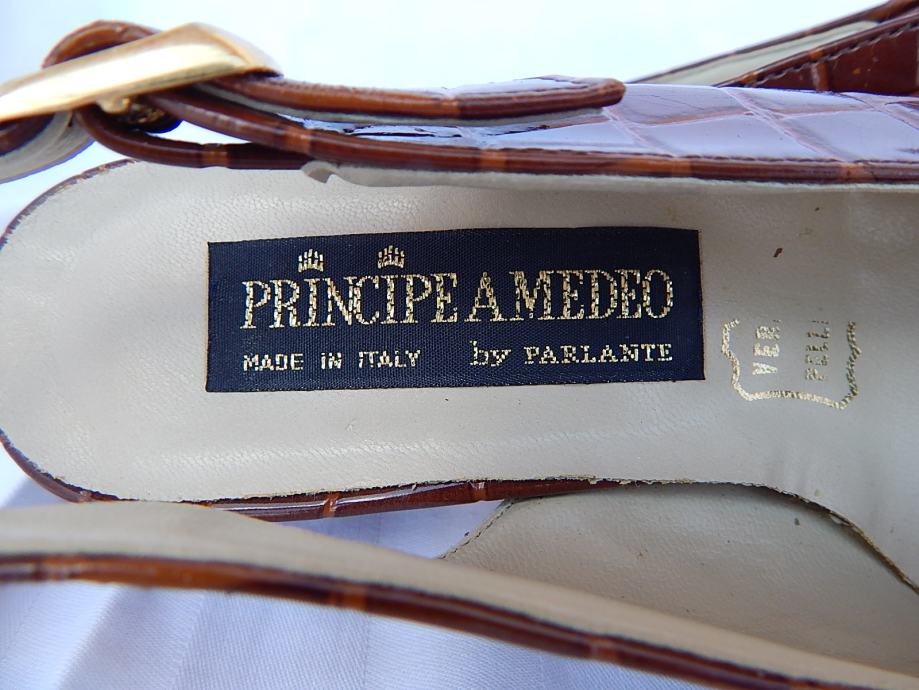 PRINCIPE AMEDEO
MADE IN ITALY by PARLANTE
VERA
PELLE